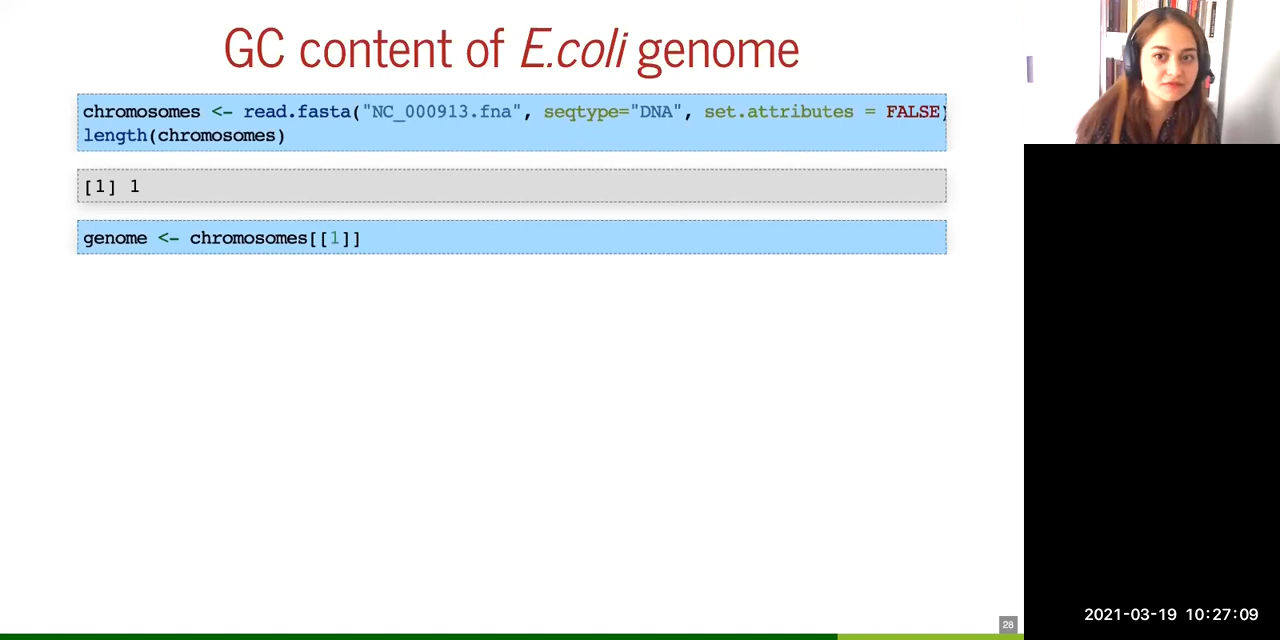 GC content of E.coli genome
chromosomes <- read.fasta("NC_000913.fna", seqtype="DNA", set.attributes = FALSE)
length(chromosomes)
[1] 1
genome <- chromosomes[[1]]
28
2021-03-19 10:27:09